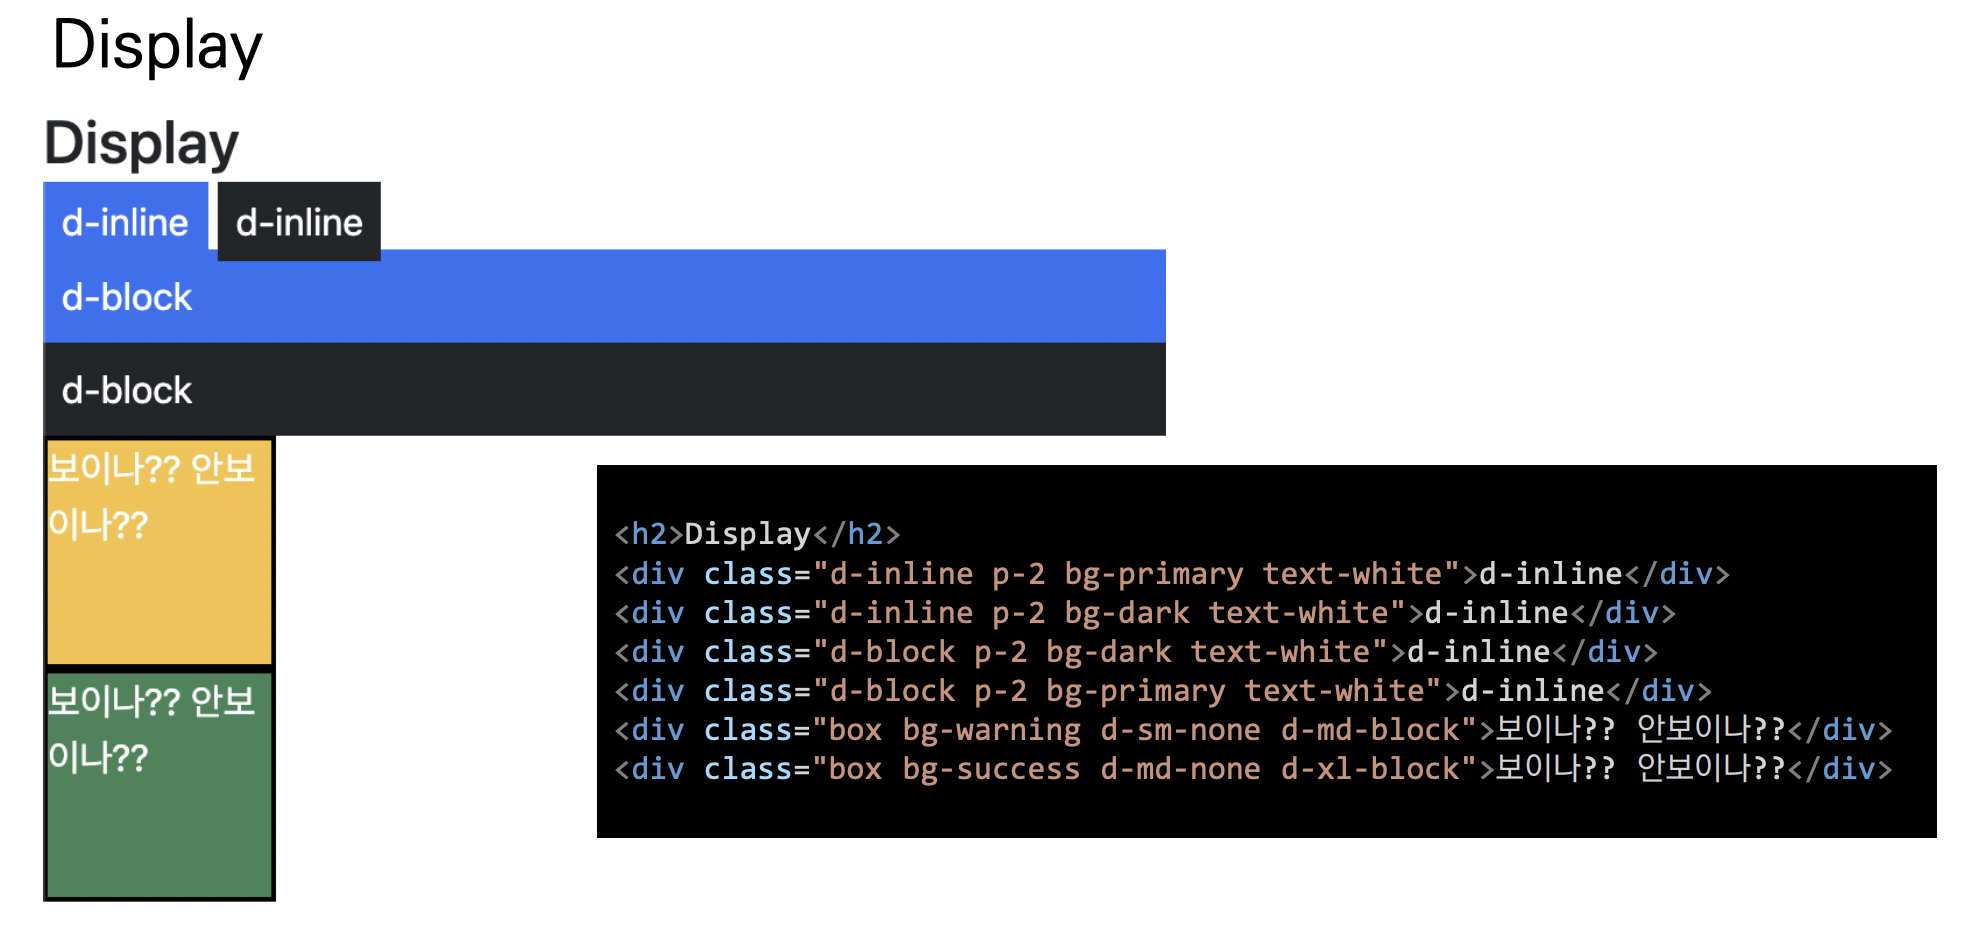 Display
Display
d-inline d-inline
d-block
d-block
보이나?? 안보
이나??
보이나?? 안보
이나??
<h2>Display</h2>
<div class="d-inline p-2 bg-primary text-white">d-inline</div>
<div class="d-inline p-2 bg-dark text-white">d-inline</div>
<div class="d-block p-2 bg-dark text-white">d-inline</div>
<div class="d-block p-2 bg-primary text-white">d-inline</div>
<div class="box bg-warning d-sm-none d-md-block">보이나?? 안보이나??</div>
<div class="box bg-success d-md-none d-xl-block">보이나?? 안보이나??</div>